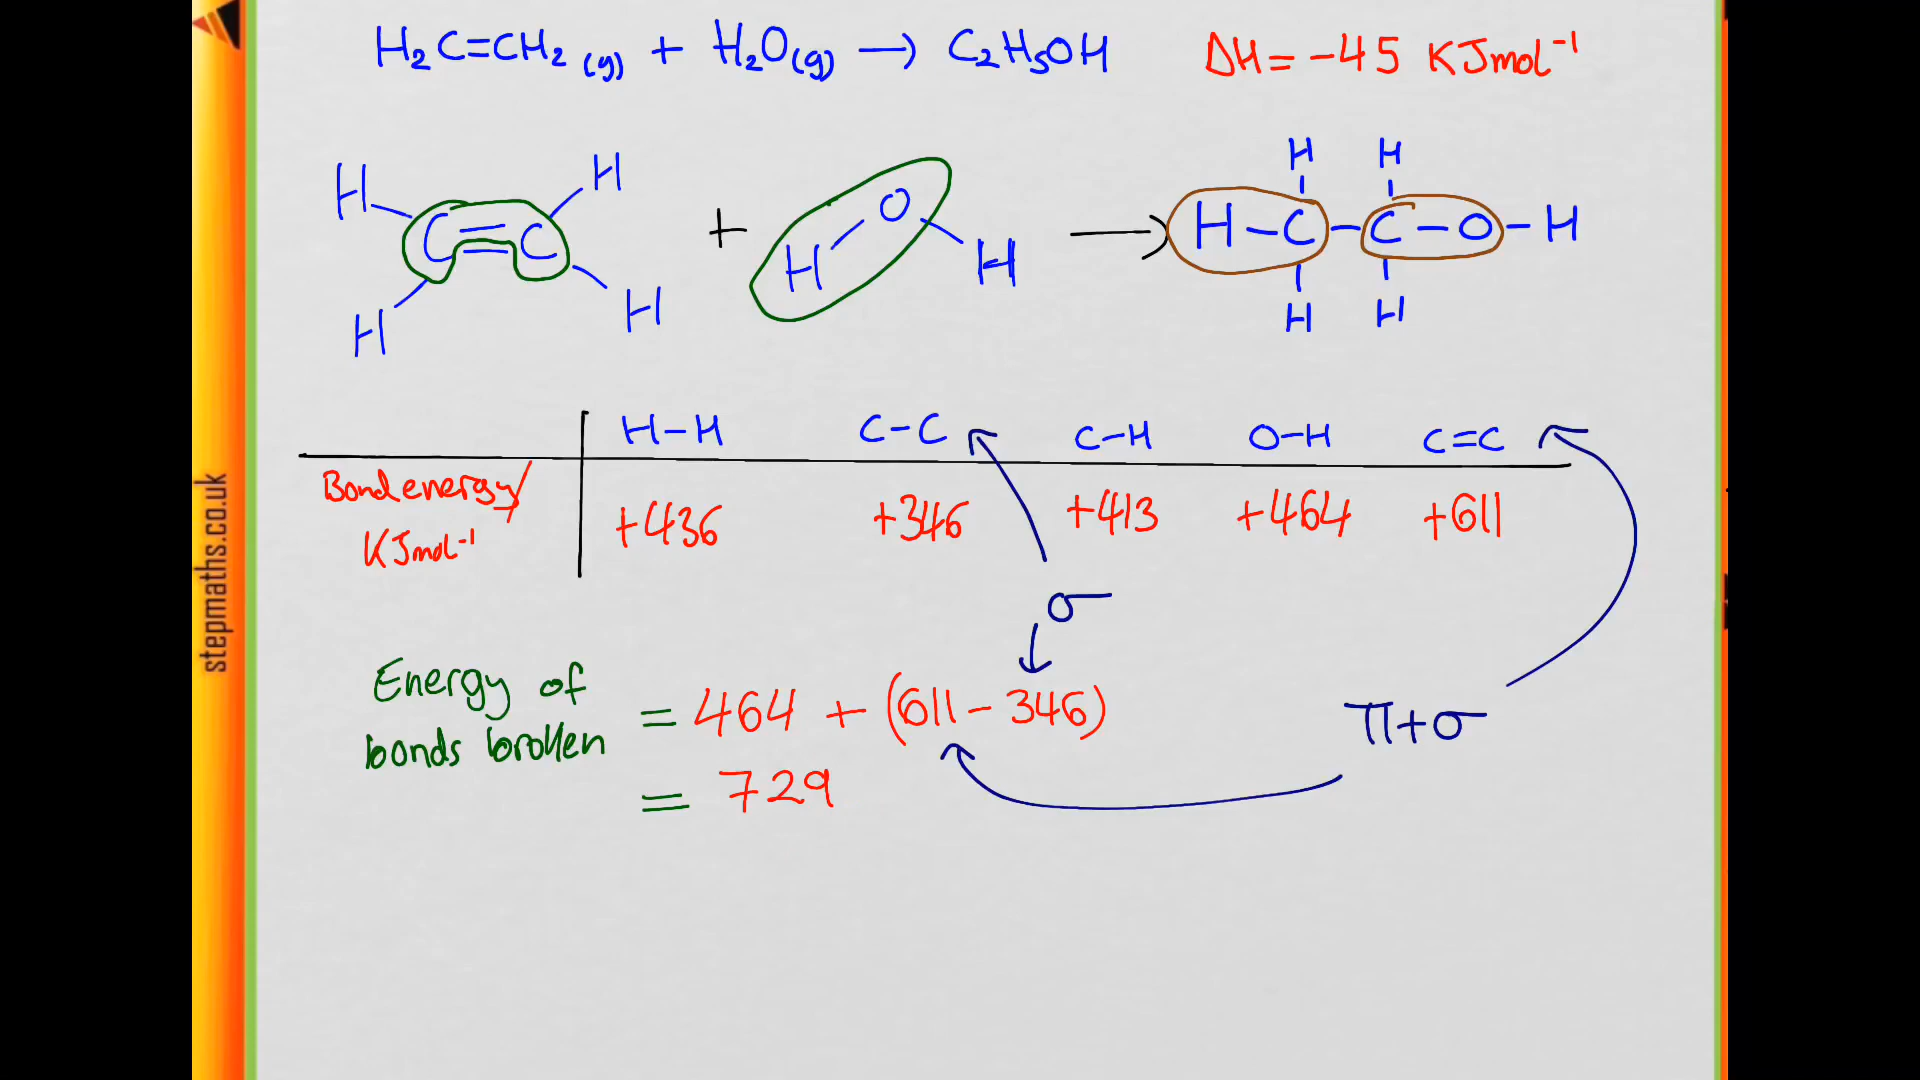 H₂C=CH₂ (g) + H₂O(g) → C₂H₅OH ΔH = -45 KJmol⁻¹
H H H H
C=C + H-O → H-C-C-O-H
H H H H H
H-H C-C C-H O-H C=C
Bond energy/ +436 +346 +413 +464 +611
KJmol⁻¹
σ
Energy of
bonds broken = 464 + (611 - 346) π+σ
= 729
stepmaths.co.uk